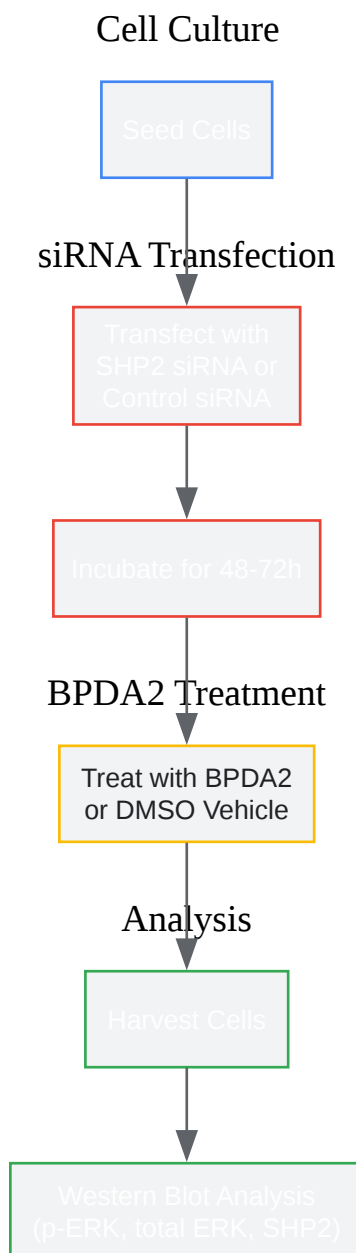 Cell Culture
Seed Cells
siRNA Transfection
Transfect with
SHP2 siRNA or
Control siRNA
Incubate for 48-72h
BPDA2 Treatment
Treat with BPDA2
or DMSO Vehicle
Analysis
Harvest Cells
Western Blot Analysis
(p-ERK, total ERK, SHP2)